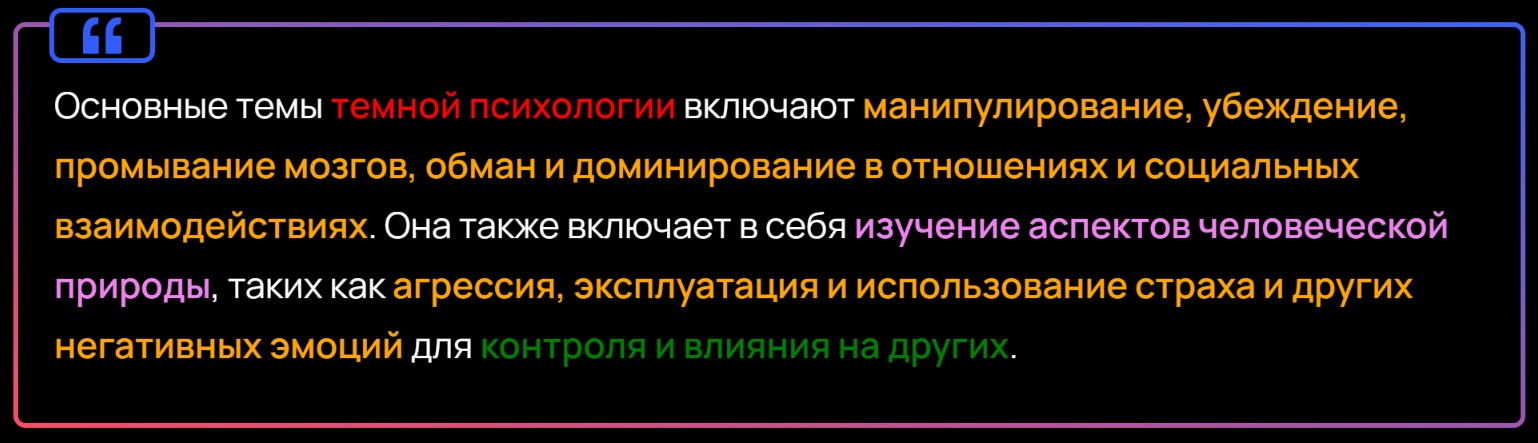 Основные темы темной психологии включают манипулирование, убеждение,
промывание мозгов, обман и доминирование в отношениях и социальных
взаимодействиях. Она также включает в себя изучение аспектов человеческой
природы, таких как агрессия, эксплуатация и использование страха и других
негативных эмоций для контроля и влияния на других.